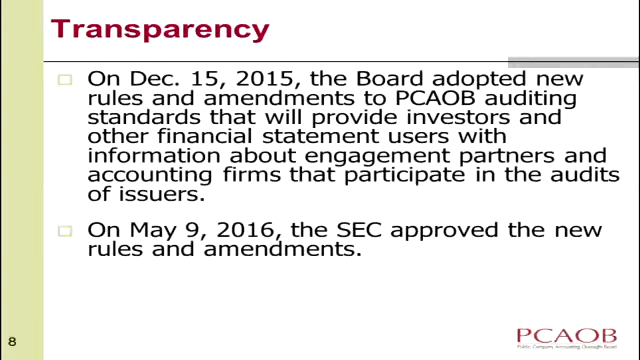 Transparency
On Dec. 15, 2015, the Board adopted new
rules and amendments to PCAOB auditing
standards that will provide investors and
other financial statement users with
information about engagement partners and
accounting firms that participate in the audits
of issuers.
On May 9, 2016, the SEC approved the new
rules and amendments.
8
PCAOB
Public Company Accounting Oversight Board